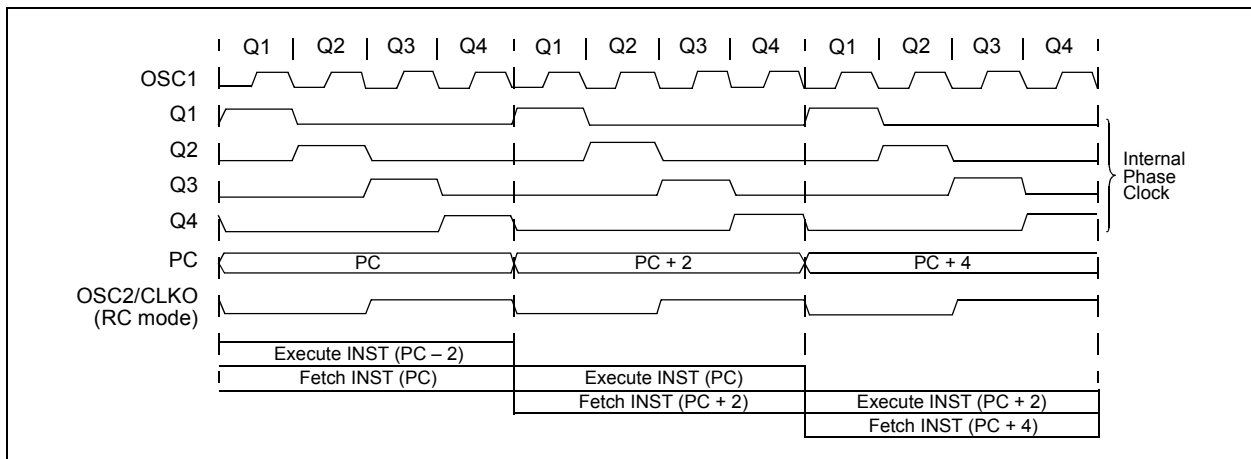 Q1 Q2 Q3 Q4 Q1 Q2 Q3 Q4 Q1 Q2 Q3 Q4
OSC1
Q1
Q2
Q3
Q4
Internal
Phase
Clock
PC
PC
PC + 2
PC + 4
OSC2/CLKO
(RC mode)
Execute INST (PC – 2)
Fetch INST (PC)
Execute INST (PC)
Fetch INST (PC + 2)
Execute INST (PC + 2)
Fetch INST (PC + 4)